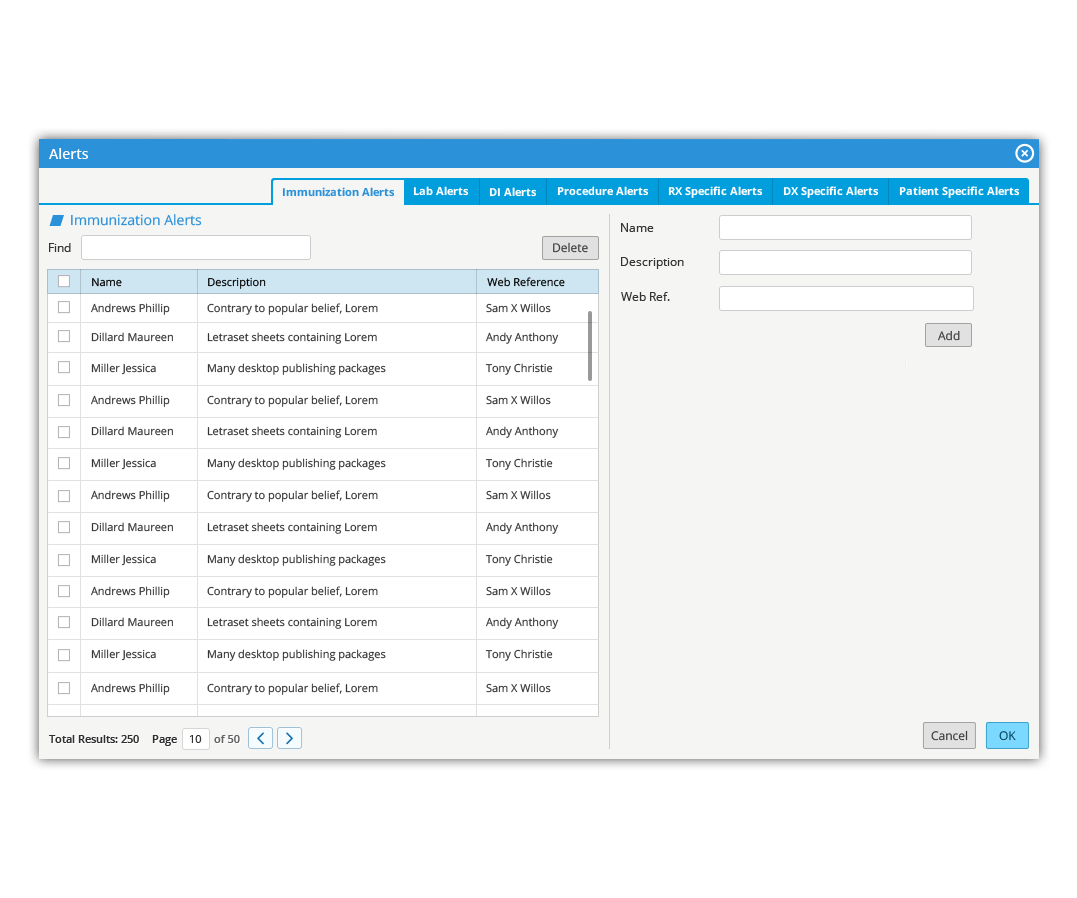 Alerts
Immunization Alerts Lab Alerts DI Alerts Procedure Alerts RX Specific Alerts DX Specific Alerts Patient Specific Alerts
Immunization Alerts
Find Delete
Name Description Web Reference
Andrews Phillip Contrary to popular belief, Lorem Sam X Willos
Dillard Maureen Letraset sheets containing Lorem Andy Anthony
Miller Jessica Many desktop publishing packages Tony Christie
Andrews Phillip Contrary to popular belief, Lorem Sam X Willos
Dillard Maureen Letraset sheets containing Lorem Andy Anthony
Miller Jessica Many desktop publishing packages Tony Christie
Andrews Phillip Contrary to popular belief, Lorem Sam X Willos
Dillard Maureen Letraset sheets containing Lorem Andy Anthony
Miller Jessica Many desktop publishing packages Tony Christie
Andrews Phillip Contrary to popular belief, Lorem Sam X Willos
Dillard Maureen Letraset sheets containing Lorem Andy Anthony
Miller Jessica Many desktop publishing packages Tony Christie
Andrews Phillip Contrary to popular belief, Lorem Sam X Willos
Total Results: 250 Page 10 of 50
Name
Description
Web Ref.
Add
Cancel OK